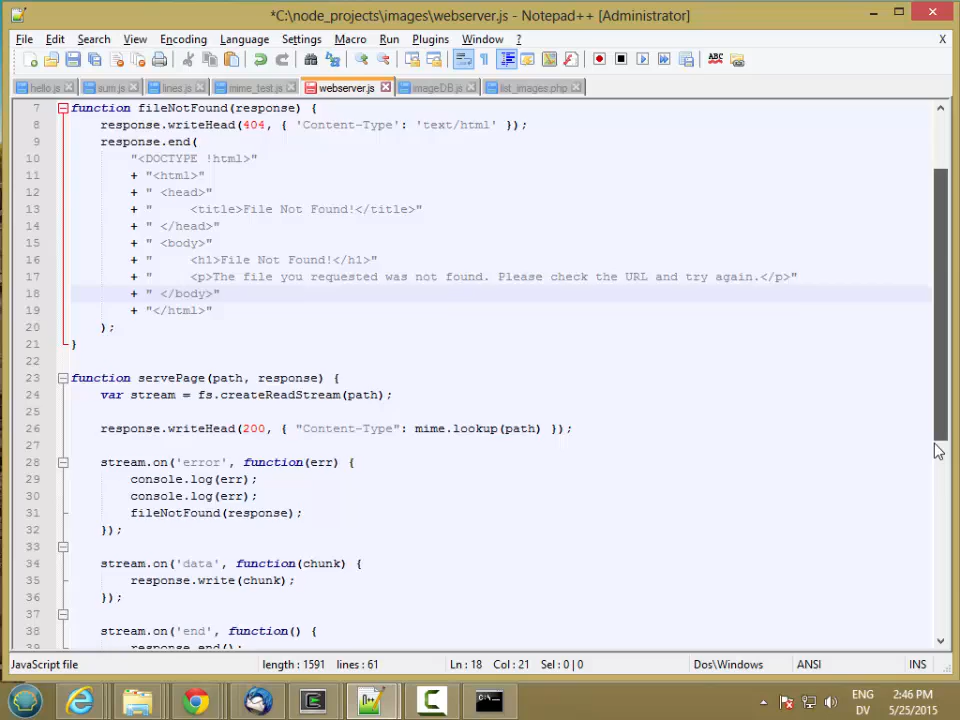 *C:\node_projects\images\webserver.js - Notepad++ [Administrator]
File Edit Search View Encoding Language Settings Macro Run Plugins Window ? X
hello.js sum.js lines.js mime_test.js webserver.js imageDB.js list_images.php
7 function fileNotFound(response) {
8 response.writeHead(404, { 'Content-Type': 'text/html' });
9 response.end(
10 "<DOCTYPE !html>"
11 + "<html>"
12 + " <head>"
13 + "     <title>File Not Found!</title>"
14 + " </head>"
15 + " <body>"
16 + "     <h1>File Not Found!</h1>"
17 + "     <p>The file you requested was not found. Please check the URL and try again.</p>"
18 + " </body>"
19 + "</html>"
20 );
21 }
22
23 function servePage(path, response) {
24 var stream = fs.createReadStream(path);
25
26 response.writeHead(200, { "Content-Type": mime.lookup(path) });
27
28 stream.on('error', function(err) {
29 console.log(err);
30 console.log(err);
31 fileNotFound(response);
32 });
33
34 stream.on('data', function(chunk) {
35 response.write(chunk);
36 });
37
38 stream.on('end', function() {
39 response.end();
JavaScript file length : 1591 lines : 61 Ln : 18 Col : 21 Sel : 0 | 0 Dos\Windows ANSI INS
ENG 2:46 PM
DV 5/25/2015